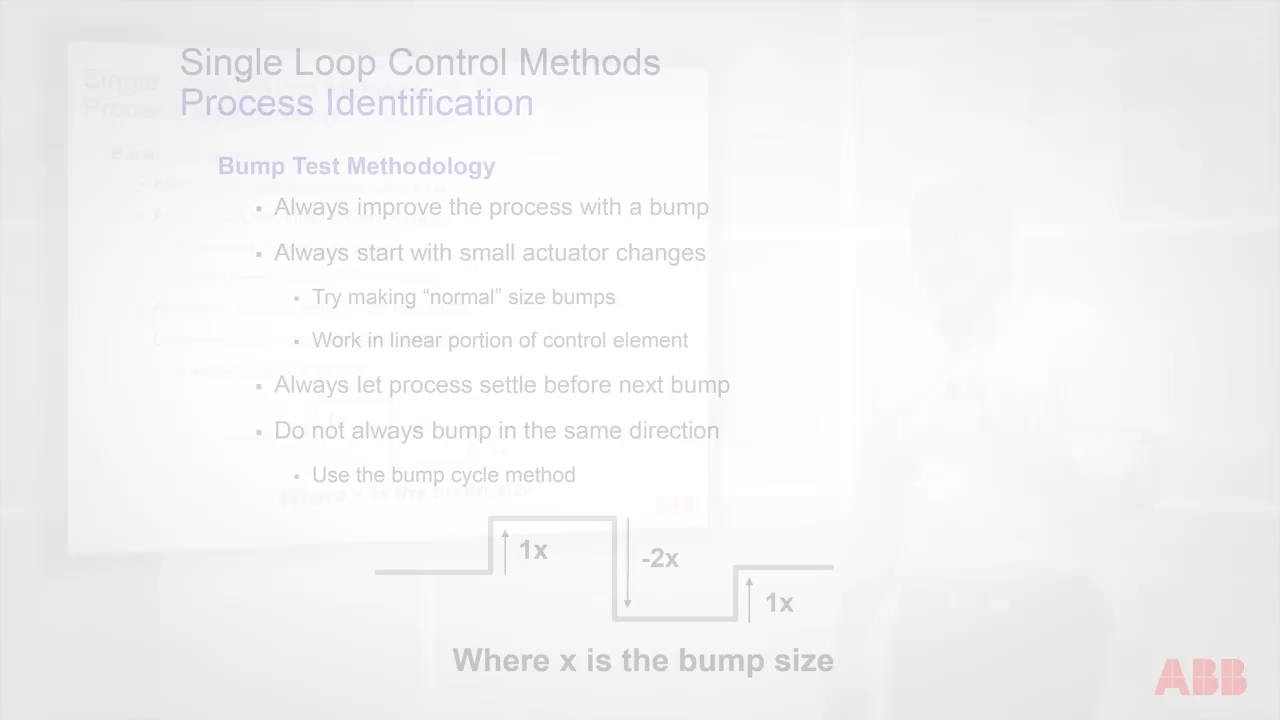 Single Loop Control Methods
Process Identification
Bump Test Methodology
▪ Always improve the process with a bump
▪ Always start with small actuator changes
▪ Try making “normal” size bumps
▪ Work in linear portion of control element
▪ Always let process settle before next bump
▪ Do not always bump in the same direction
▪ Use the bump cycle method
1x
-2x
1x
Where x is the bump size
ABB